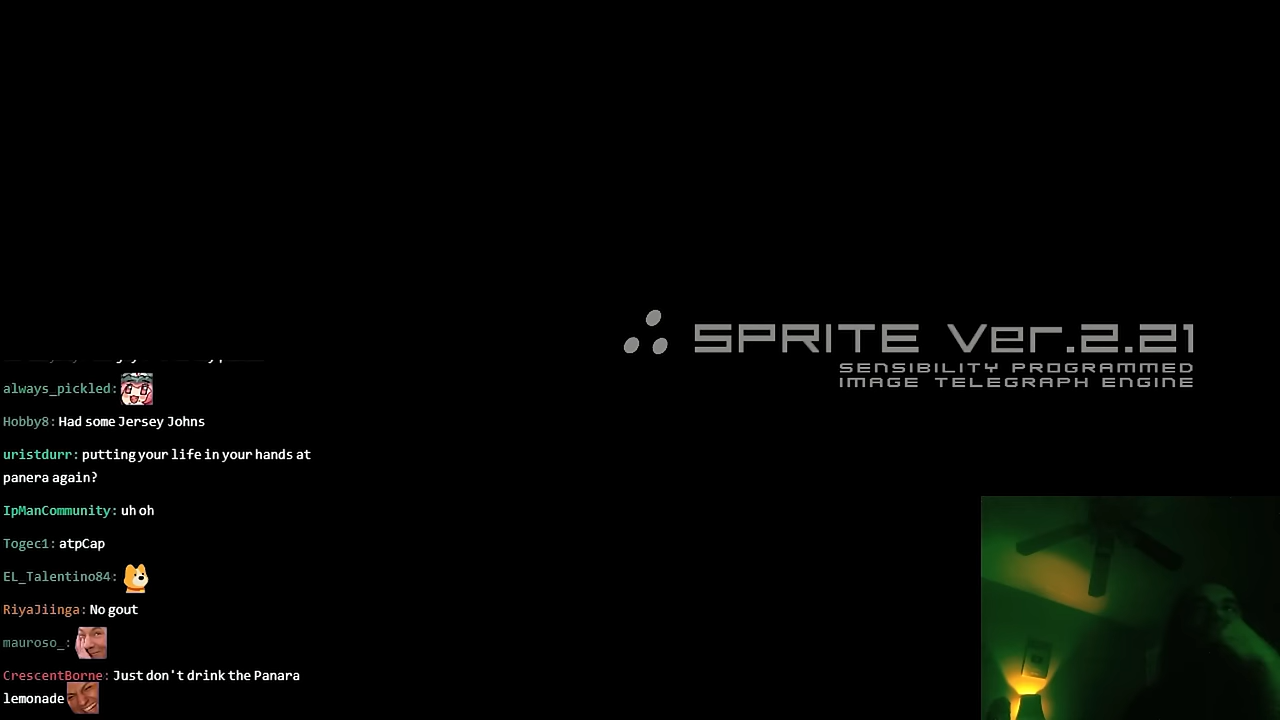 SPRITE Ver.2.21
SENSIBILITY PROGRAMMED
IMAGE TELEGRAPH ENGINE
always_pickled:
Hobby8: Had some Jersey Johns
uristdurr: putting your life in your hands at
panera again?
IpManCommunity: uh oh
Togec1: atpCap
EL_Talentino84:
RiyaJiinga: No gout
mauroso_:
CrescentBorne: Just don't drink the Panara
lemonade